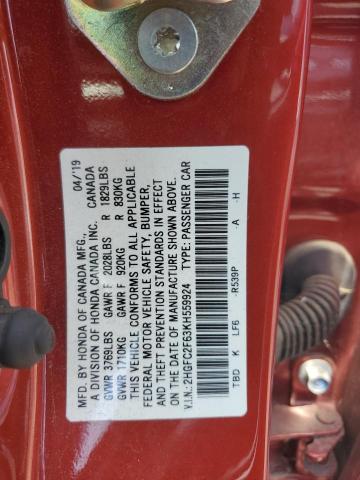 MFD. BY HONDA OF CANADA MFG., 04/'19
A DIVISION OF HONDA CANADA INC. CANADA
GVWR 3769LBS GAWR F 2028LBS R 1829LBS
GVWR 1710KG GAWR F 920KG R 830KG
THIS VEHICLE CONFORMS TO ALL APPLICABLE
FEDERAL MOTOR VEHICLE SAFETY, BUMPER,
AND THEFT PREVENTION STANDARDS IN EFFECT
ON THE DATE OF MANUFACTURE SHOWN ABOVE.
V.I.N.: 2HGFC2F63KH559924 TYPE: PASSENGER CAR
-R539P -A -H
TBD K LF6